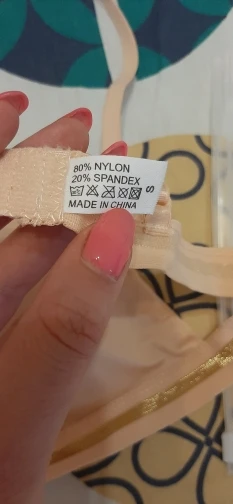 80% NYLON
20% SPANDEX
S
MADE IN CHINA